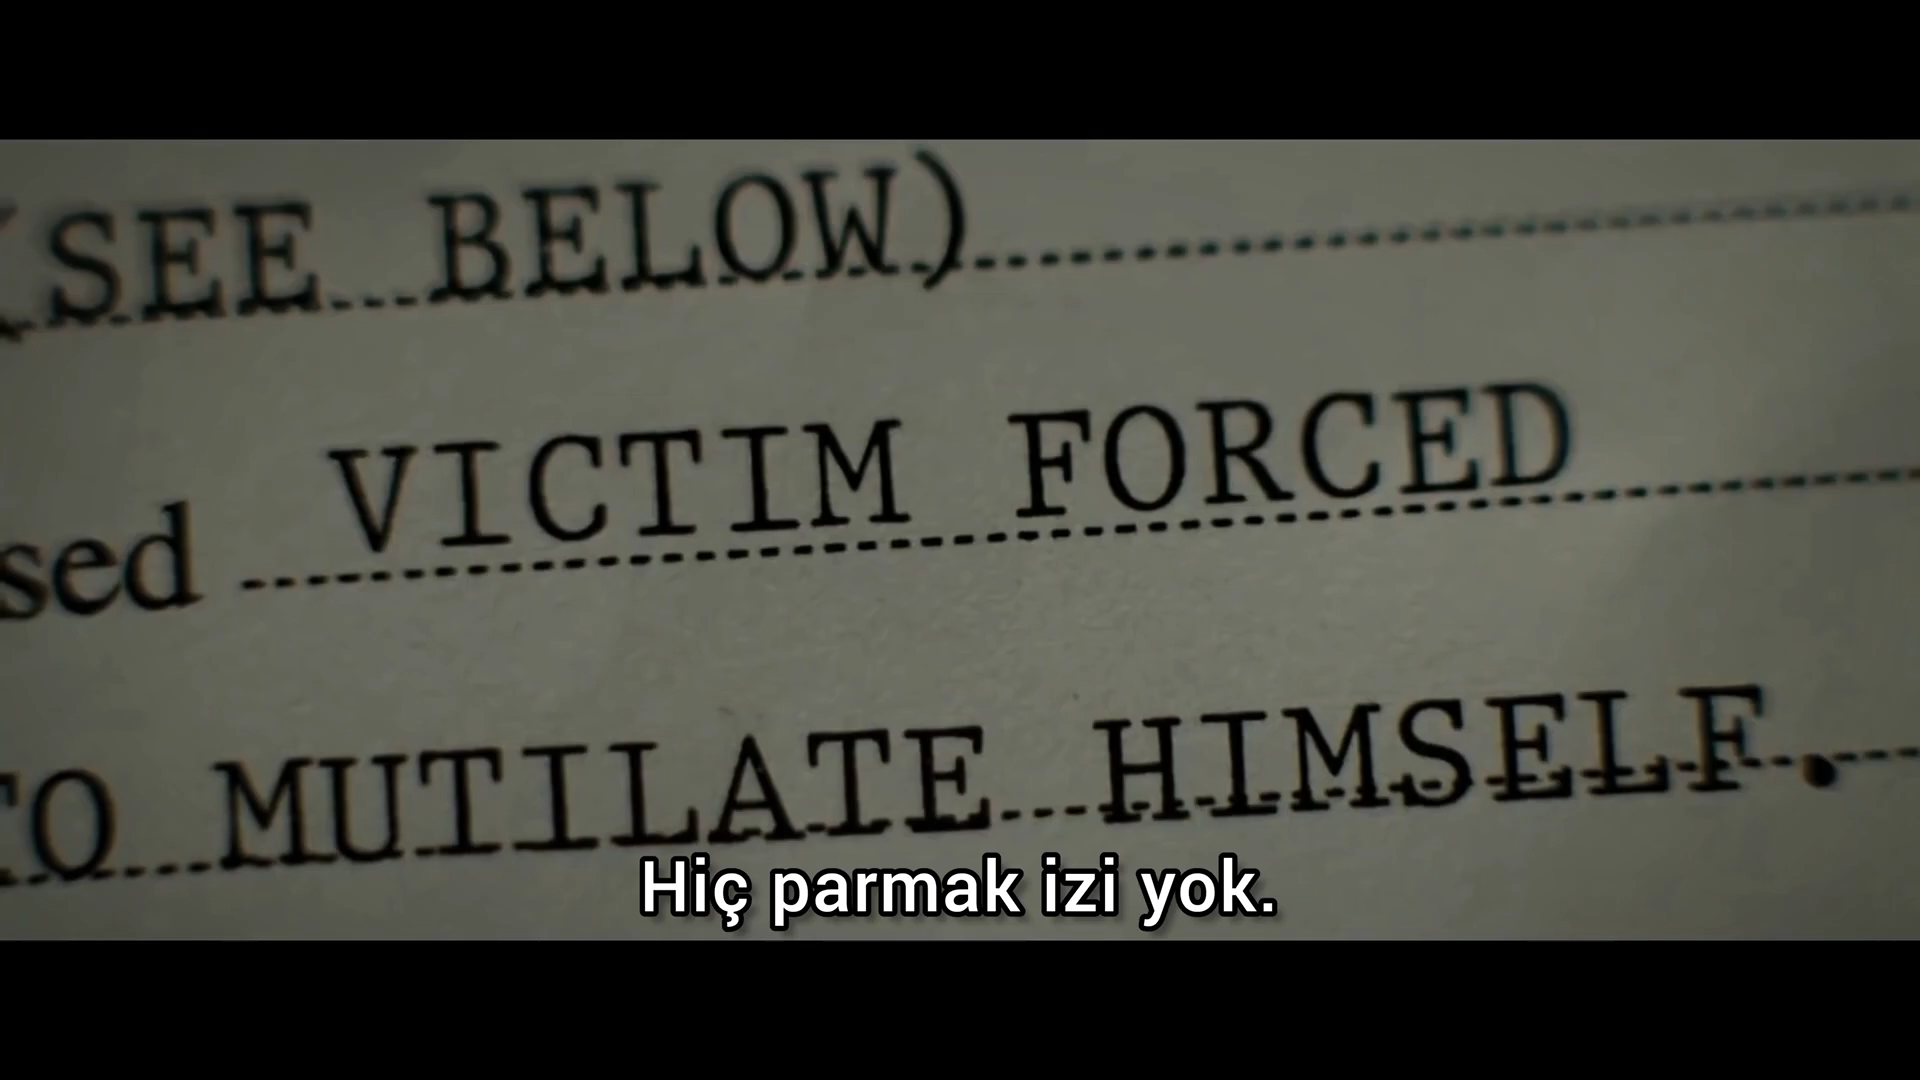 (SEE BELOW)
sed VICTIM FORCED
TO MUTILATE HIMSELF.
Hiç parmak izi yok.